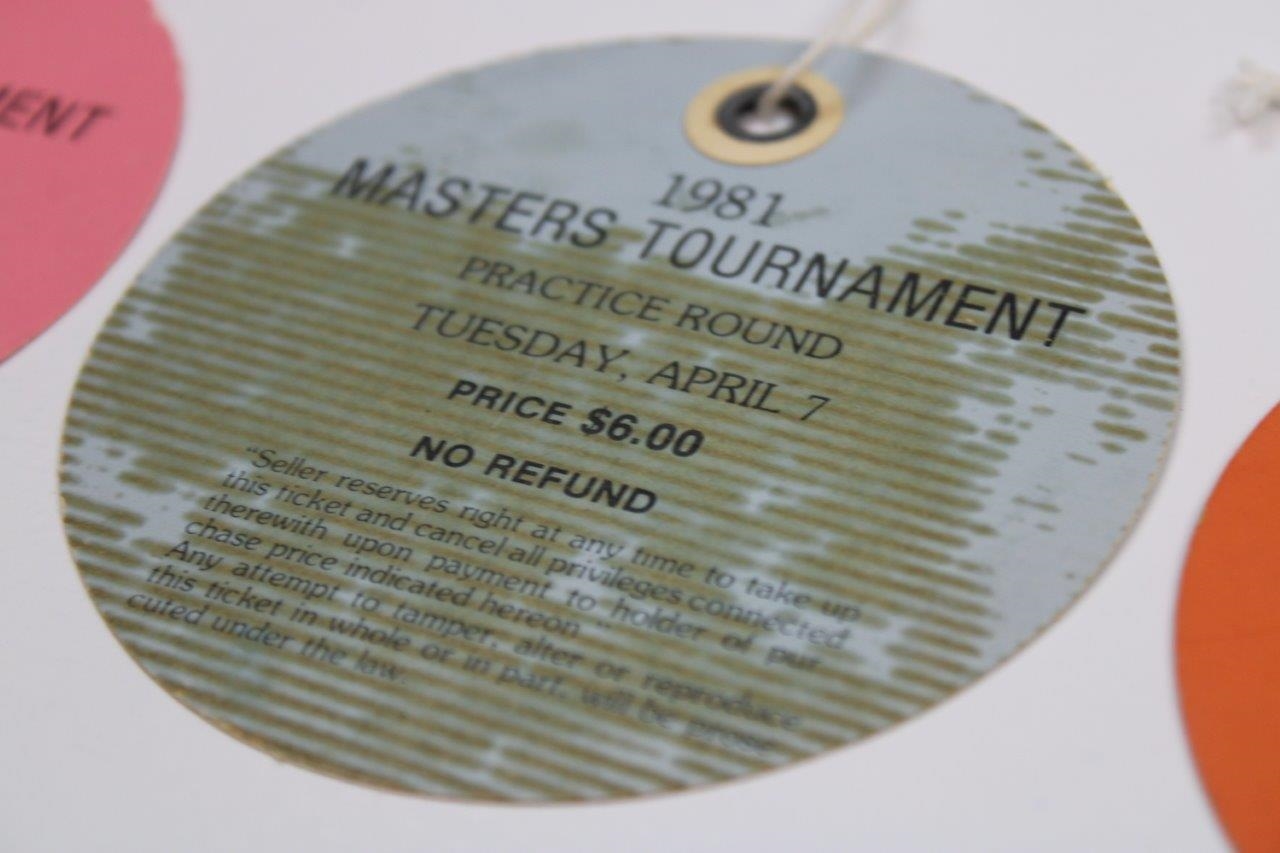 MENT
1981
MASTERS TOURNAMENT
PRACTICE ROUND
TUESDAY, APRIL 7
PRICE $6.00
NO REFUND
"Seller reserves right at any time to take up
this ticket and cancel all privileges connected
therewith upon payment to holder of pur
chase price indicated hereon"
Any attempt to tamper, alter or reproduce
this ticket in whole or in part, will be prose
cuted under the law.